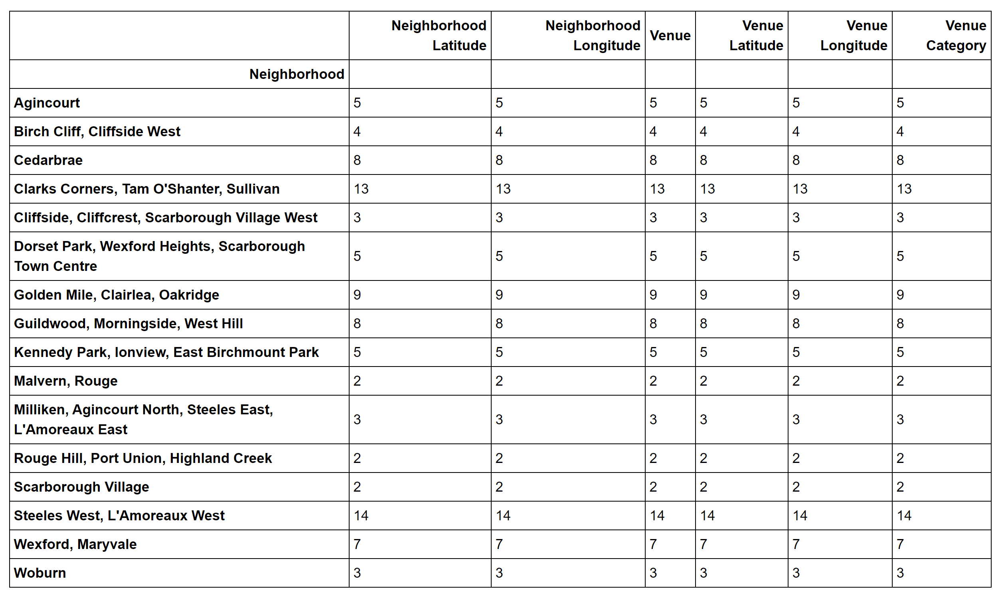 Neighborhood Latitude Neighborhood Longitude Venue Venue Latitude Venue Longitude Venue Category
Neighborhood
Agincourt 5 5 5 5 5 5
Birch Cliff, Cliffside West 4 4 4 4 4 4
Cedarbrae 8 8 8 8 8 8
Clarks Corners, Tam O'Shanter, Sullivan 13 13 13 13 13 13
Cliffside, Cliffcrest, Scarborough Village West 3 3 3 3 3 3
Dorset Park, Wexford Heights, Scarborough
Town Centre 5 5 5 5 5 5
Golden Mile, Clairlea, Oakridge 9 9 9 9 9 9
Guildwood, Morningside, West Hill 8 8 8 8 8 8
Kennedy Park, Ionview, East Birchmount Park 5 5 5 5 5 5
Malvern, Rouge 2 2 2 2 2 2
Milliken, Agincourt North, Steeles East,
L'Amoreaux East 3 3 3 3 3 3
Rouge Hill, Port Union, Highland Creek 2 2 2 2 2 2
Scarborough Village 2 2 2 2 2 2
Steeles West, L'Amoreaux West 14 14 14 14 14 14
Wexford, Maryvale 7 7 7 7 7 7
Woburn 3 3 3 3 3 3